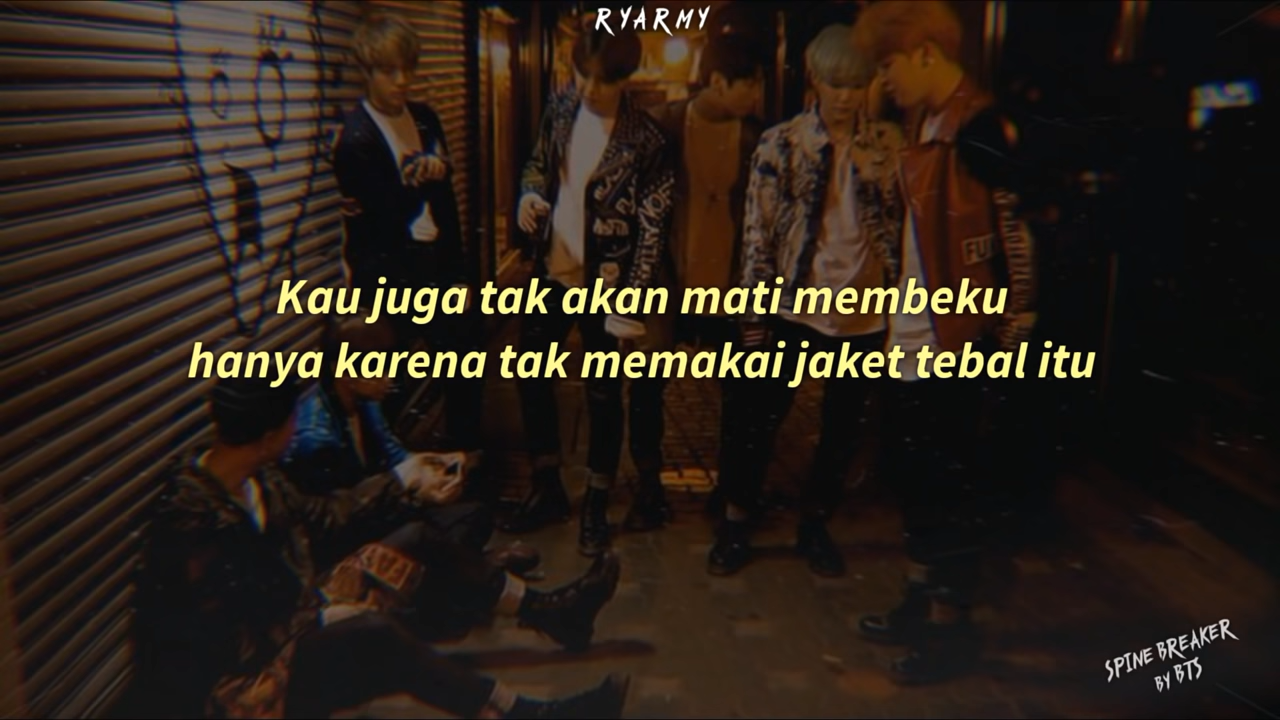 RYARMY
Kau juga tak akan mati membeku
hanya karena tak memakai jaket tebal itu
SPINE BREAKER
BY BTS